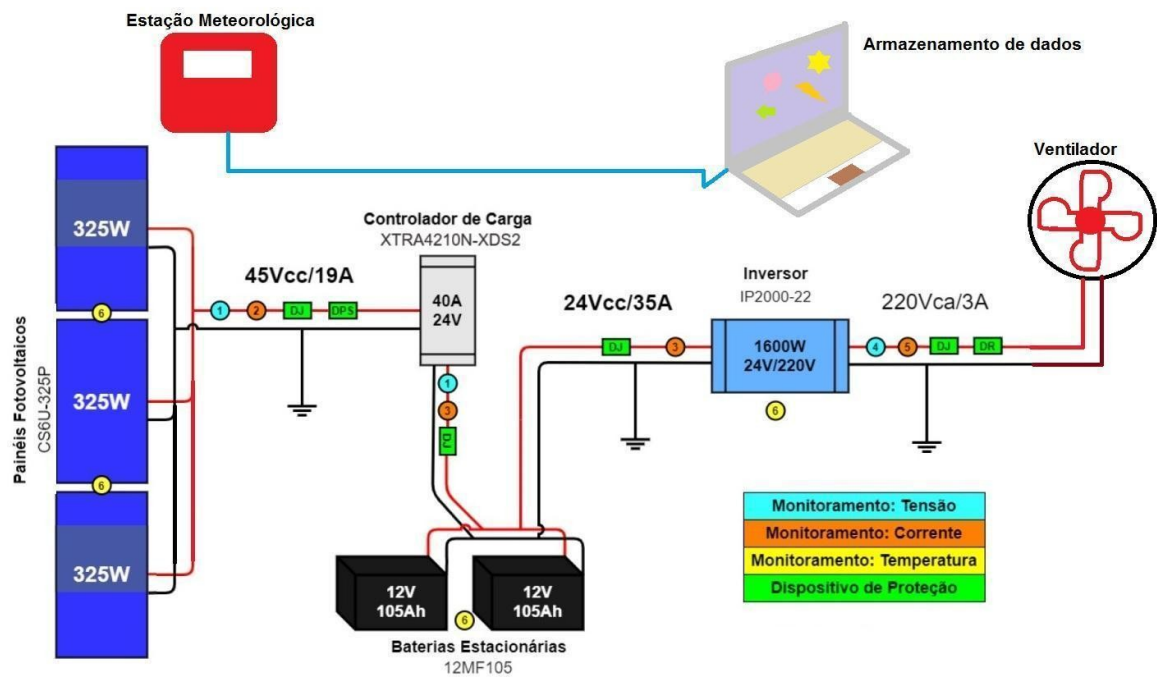 Estação Meteorológica
Armazenamento de dados
Ventilador
Painéis Fotovoltaicos
CS6U-325P
325W
6
325W
6
325W
45Vcc/19A
1
2
DJ
DPS
Controlador de Carga
XTRA4210N-XDS2
40A
24V
1
3
DJ
24Vcc/35A
DJ
3
Inversor
IP2000-22
1600W
24V/220V
6
220Vca/3A
4
5
DJ
DR
12V
105Ah
12V
105Ah
6
Baterias Estacionárias
12MF105
Monitoramento: Tensão
Monitoramento: Corrente
Monitoramento: Temperatura
Dispositivo de Proteção